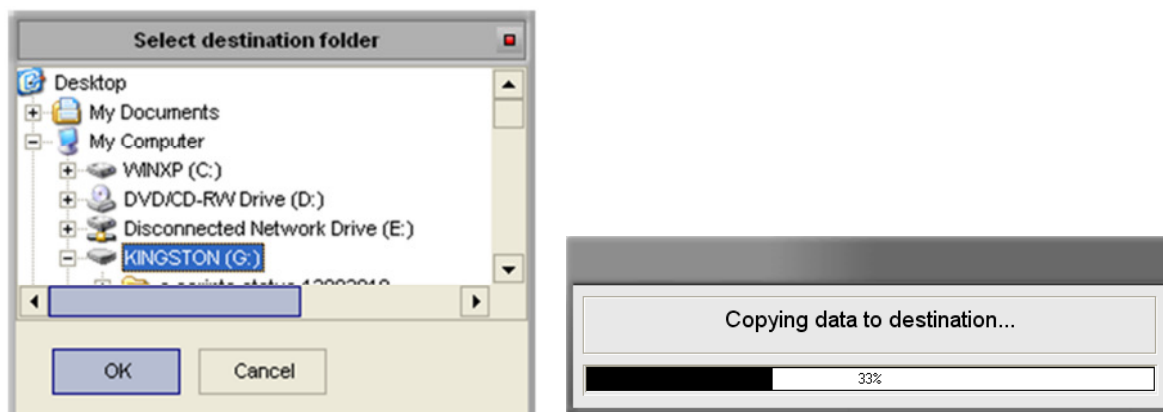 Select destination folder
Desktop
My Documents
My Computer
WINXP (C:)
DVD/CD-RW Drive (D:)
Disconnected Network Drive (E:)
KINGSTON (G:)
OK
Cancel
Copying data to destination...
33%